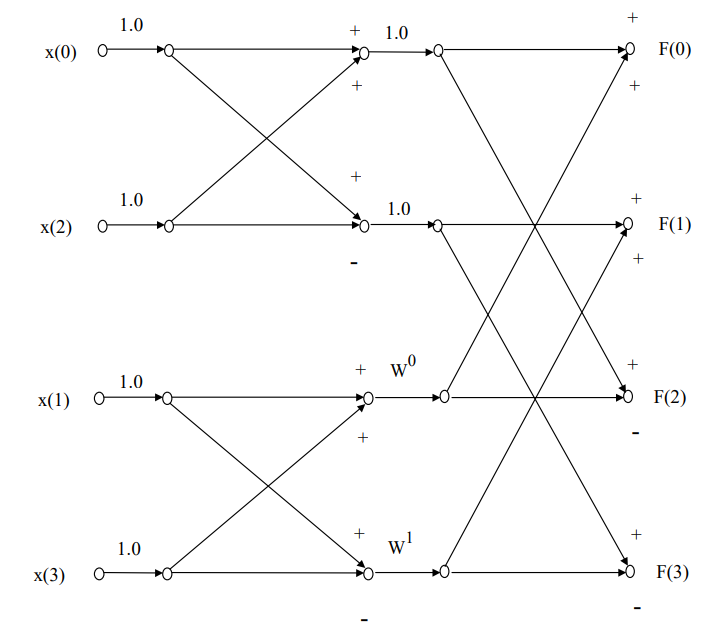 1.0 + 1.0 +
x(0) F(0)
+ +
1.0 + 1.0 +
x(2) F(1)
- +
1.0 + W⁰ +
x(1) F(2)
+ -
1.0 + W¹ +
x(3) F(3)
- -